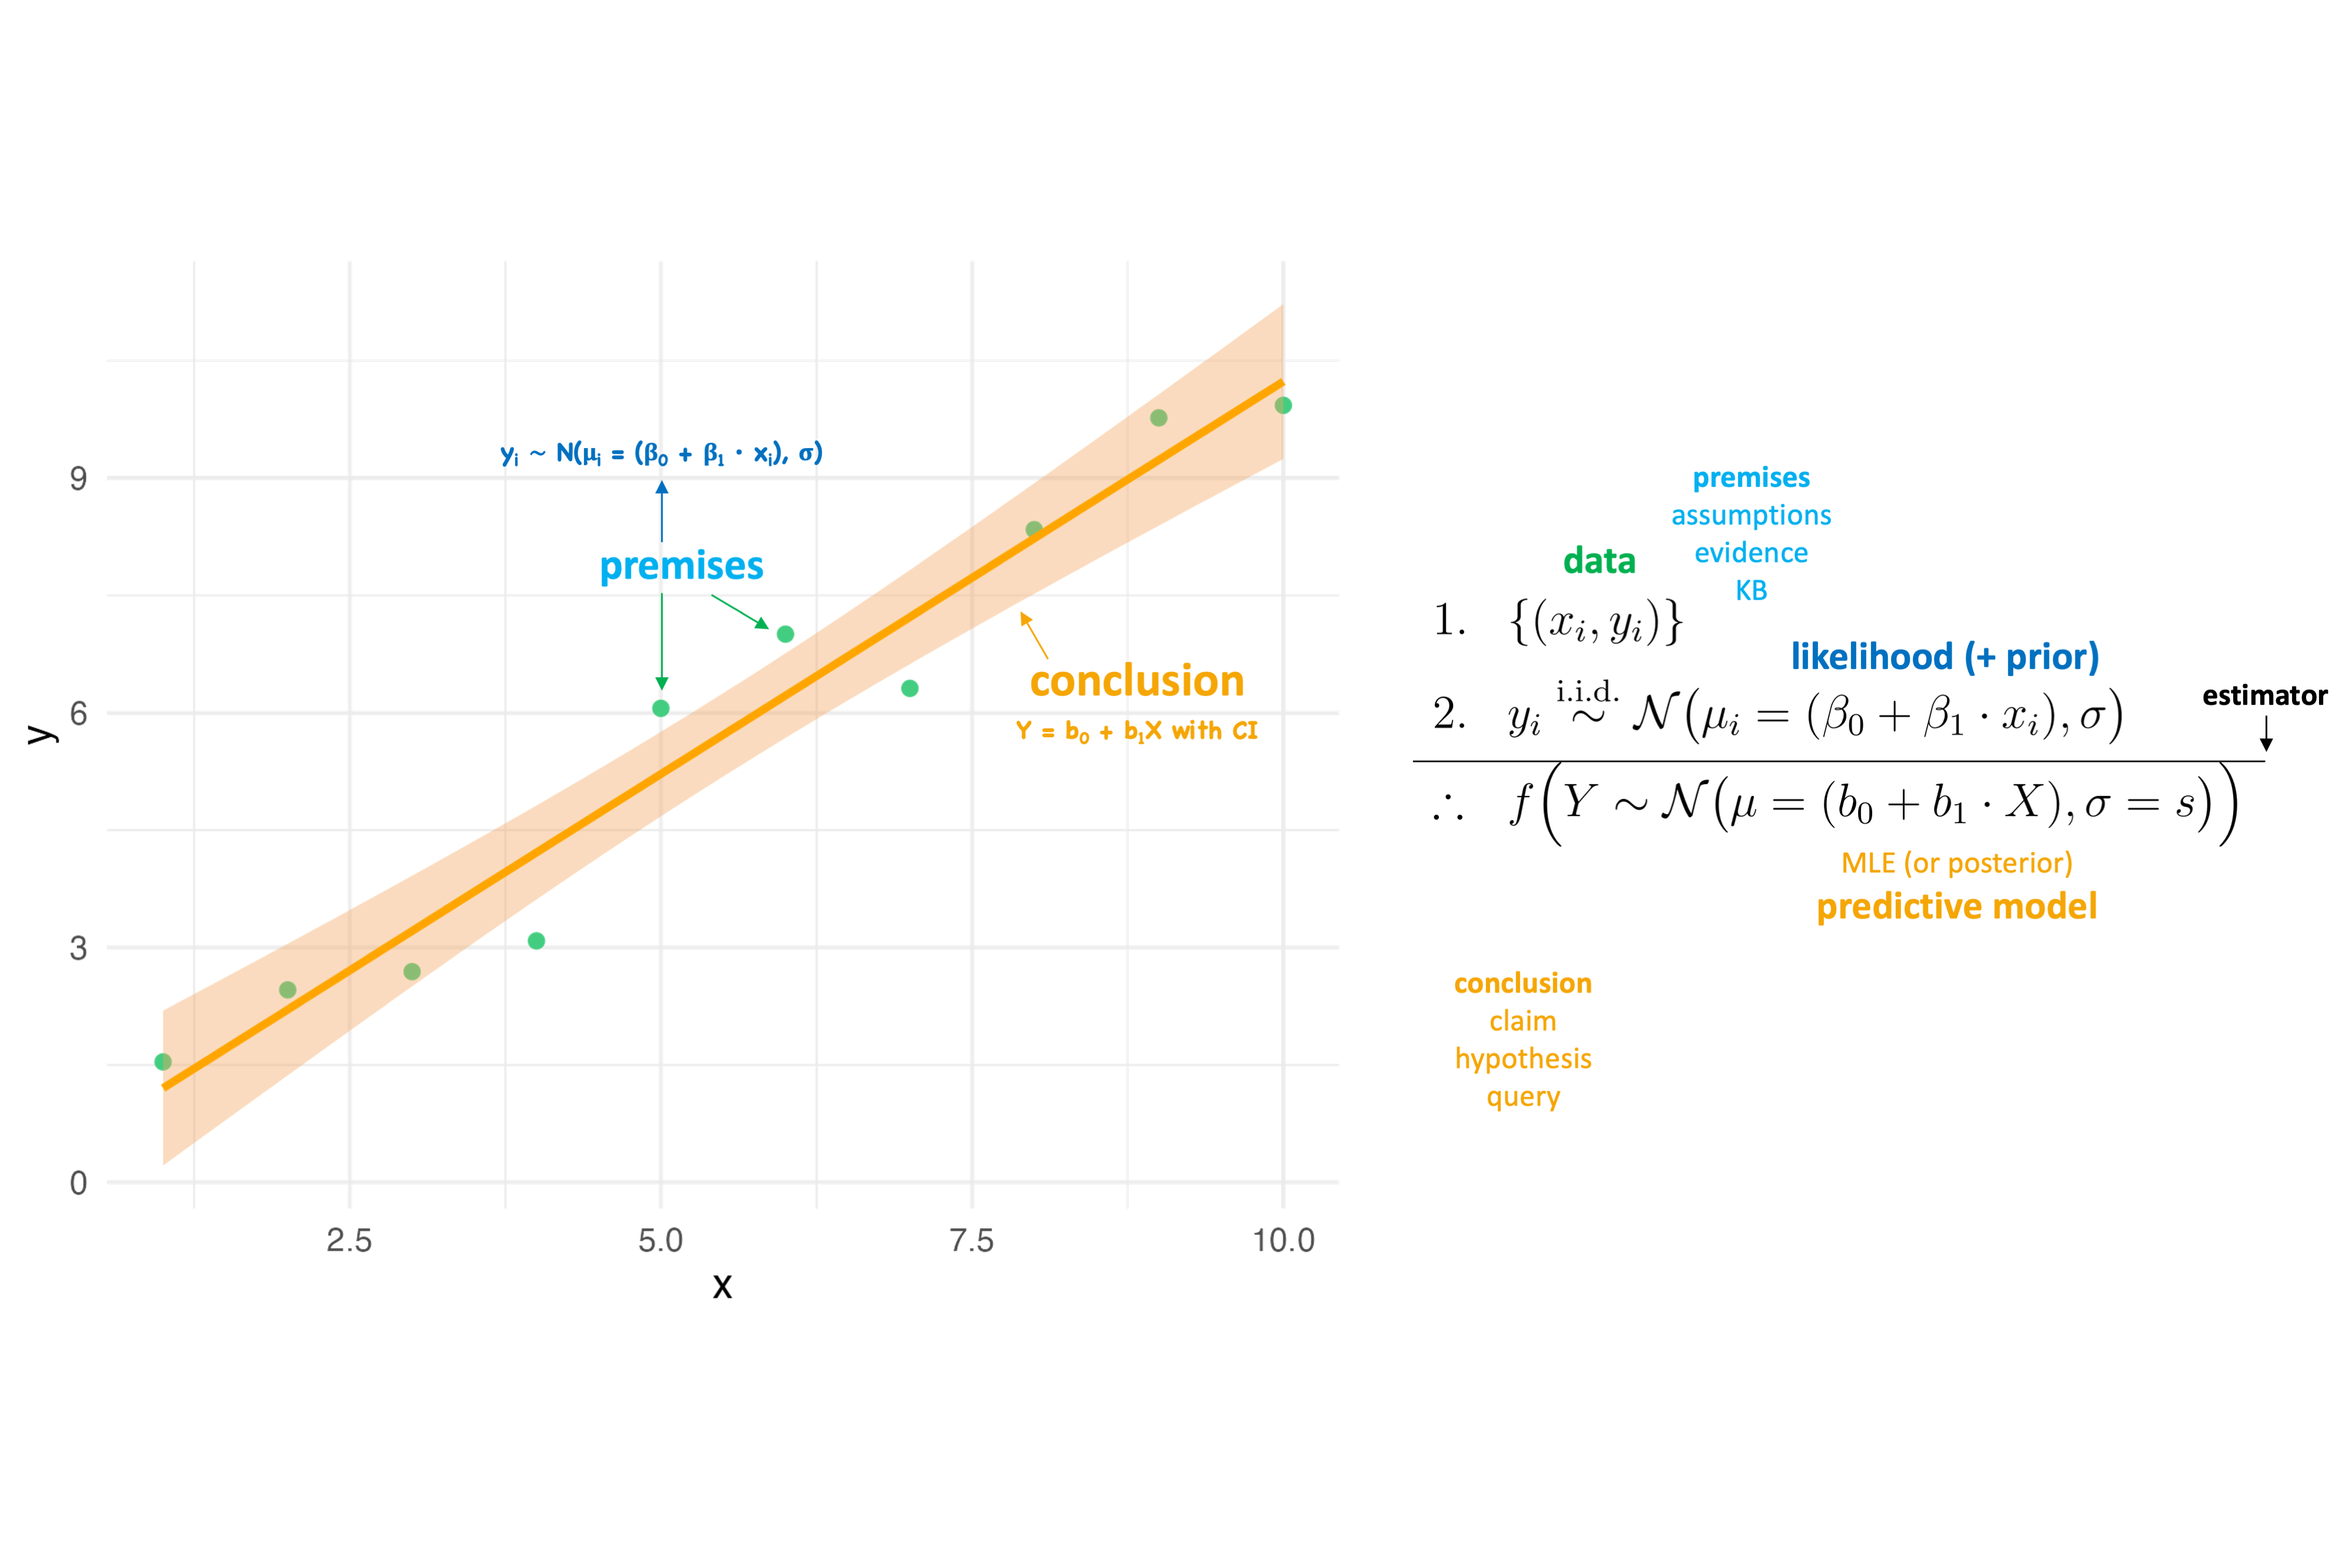 yᵢ ~ N(μᵢ = (β₀ + β₁ · xᵢ), σ)
premises
conclusion
Y = b₀ + b₁X with CI
9
6
3
0
y
2.5 5.0 7.5 10.0
x
premises
assumptions
evidence
KB
data
1. {(xᵢ, yᵢ)}
likelihood (+ prior)
estimator
2. yᵢ i.i.d. ∼ 𝒩(μᵢ = (β₀ + β₁ · xᵢ), σ)
∴ f(Y ∼ 𝒩(μ = (b₀ + b₁ · X), σ = s))
MLE (or posterior)
predictive model
conclusion
claim
hypothesis
query